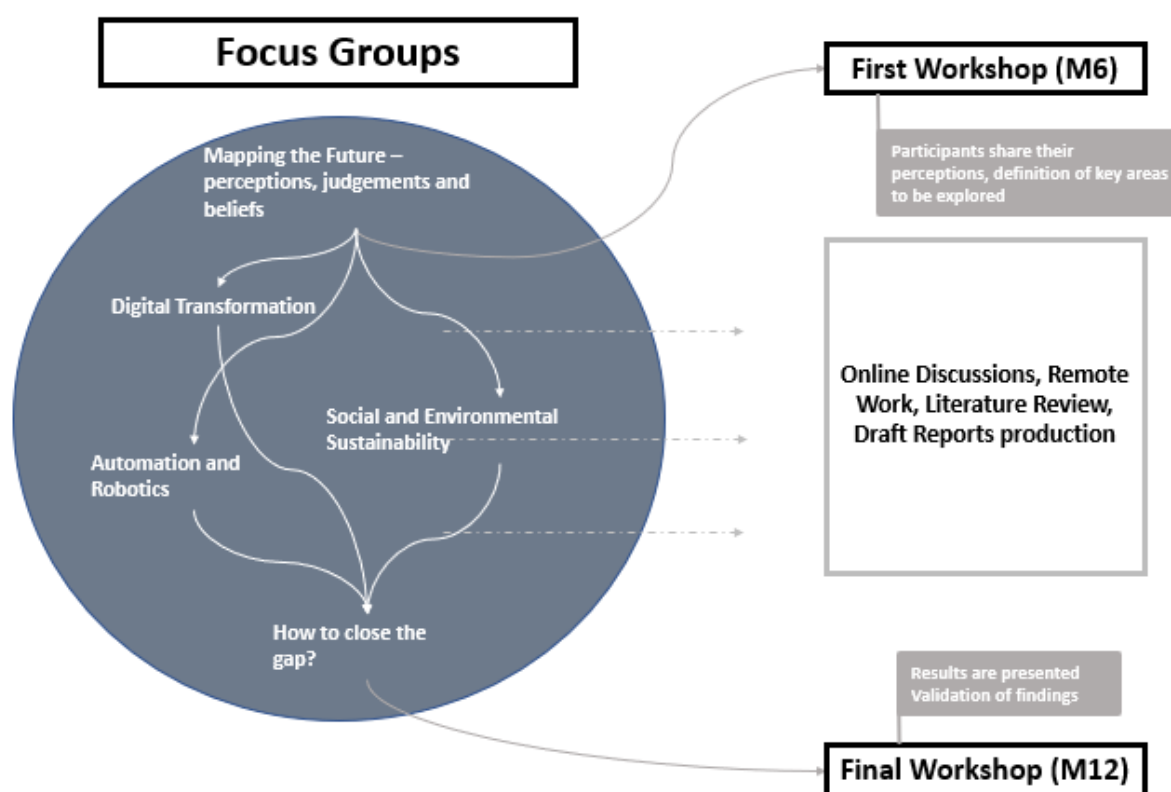 Focus Groups
First Workshop (M6)
Participants share their
perceptions, definition of key areas
to be explored
Mapping the Future –
perceptions, judgements and
beliefs
Digital Transformation
Social and Environmental
Sustainability
Automation and
Robotics
How to close the
gap?
Online Discussions, Remote
Work, Literature Review,
Draft Reports production
Results are presented
Validation of findings
Final Workshop (M12)